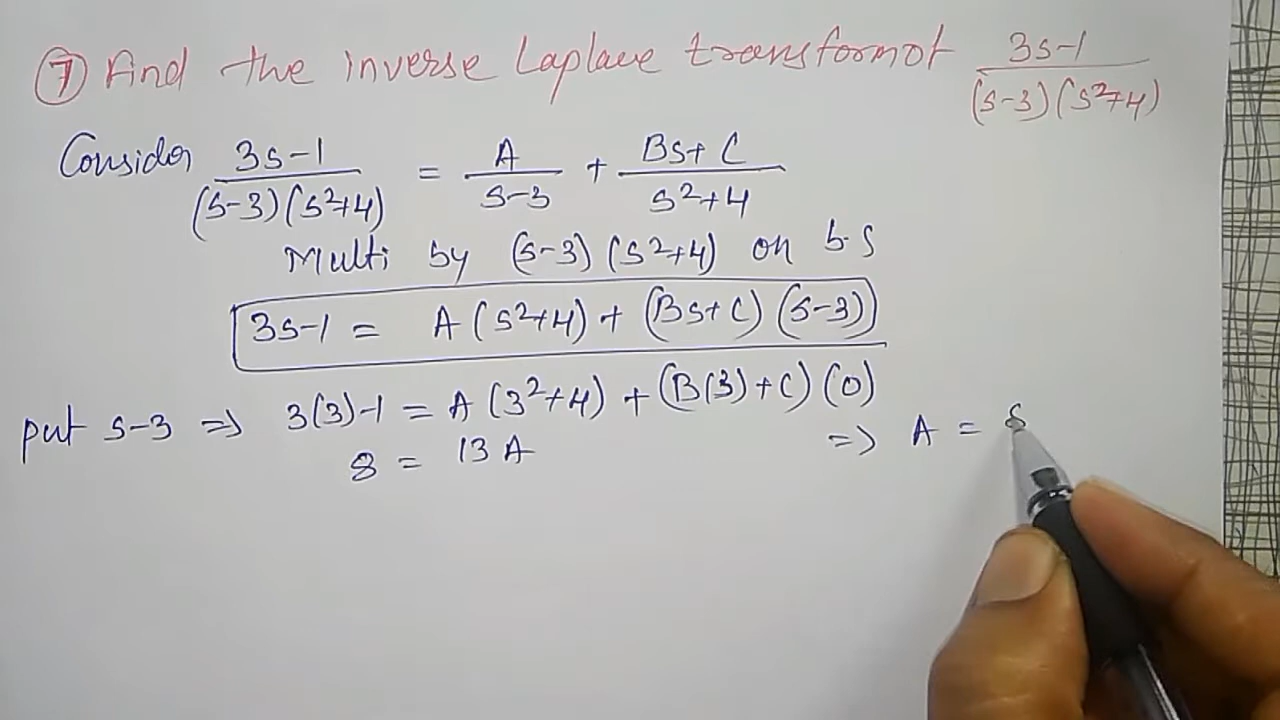 ⑦ Find the inverse Laplace transformof 3s-1 / (s-3)(s²+4)
Consider 3s-1 / (s-3)(s²+4) = A / s-3 + Bs+C / s²+4
Multi by (s-3)(s²+4) on b.s
3s-1 = A(s²+4) + (Bs+C)(s-3)
put s-3 => 3(3)-1 = A(3²+4) + (B(3)+C)(0)
8 = 13A => A = 8